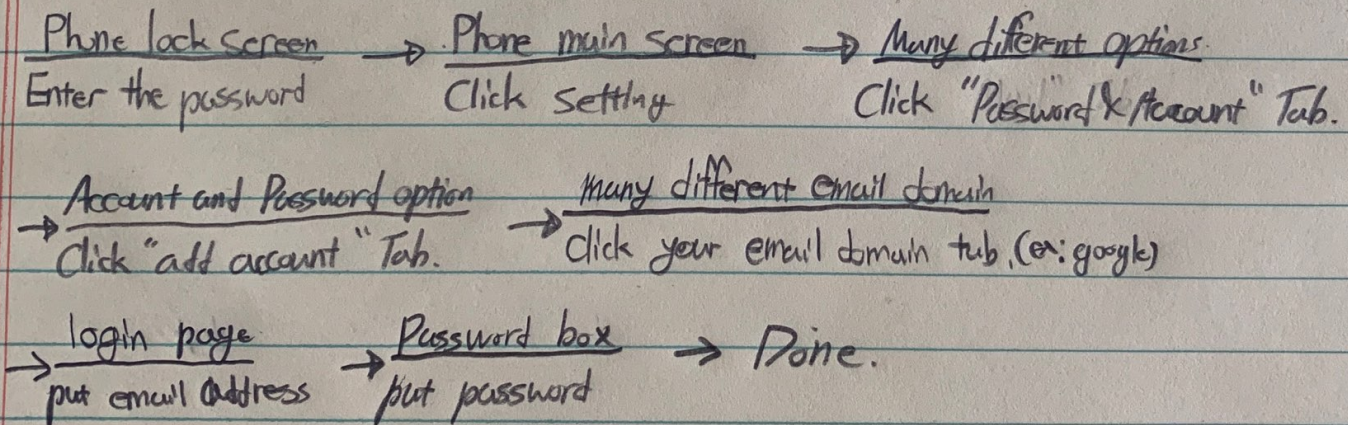 Phone lock screen → Phone main screen → Many different options.
Enter the password Click setting Click "Password & Account" Tab.
→ Account and Password option → many different email domain
Click "add account" Tab. click your email domain tab. (ex: google)
→ login page → Password box → Done.
put email address put password